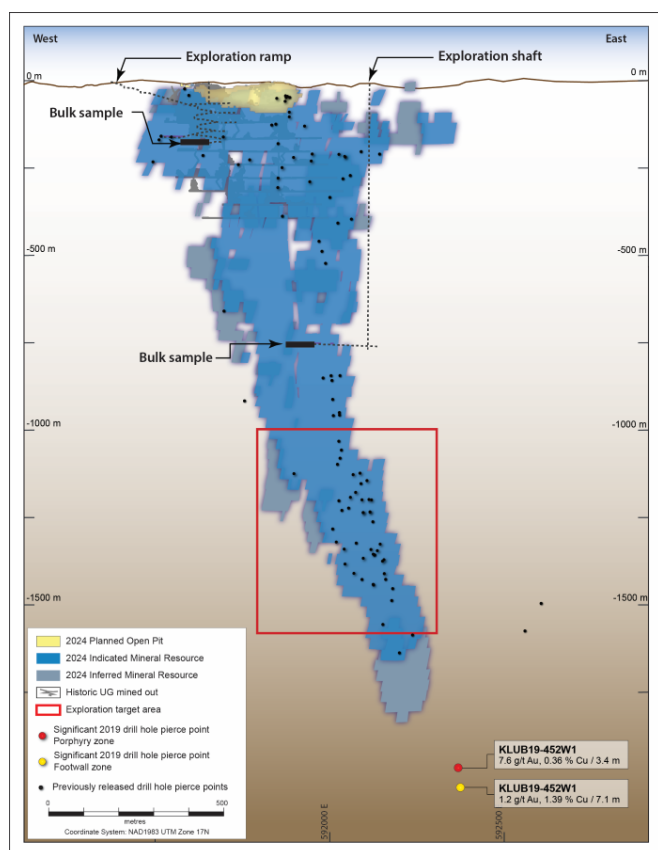 West
East
Exploration ramp
Exploration shaft
0 m
0 m
Bulk sample
-500 m
-500 m
Bulk sample
-1000 m
-1000 m
-1500 m
-1500 m
2024 Planned Open Pit
2024 Indicated Mineral Resource
2024 Inferred Mineral Resource
Historic UG mined out
Exploration target area
Significant 2019 drill hole pierce point
Porphyry zone
Significant 2019 drill hole pierce point
Footwall zone
Previously released drill hole pierce points
0
500
metres
Coordinate System: NAD1983 UTM Zone 17N
KLUB19-452W1
7.6 g/t Au, 0.36 % Cu / 3.4 m
KLUB19-452W1
1.2 g/t Au, 1.39 % Cu / 7.1 m
592000 E
592500